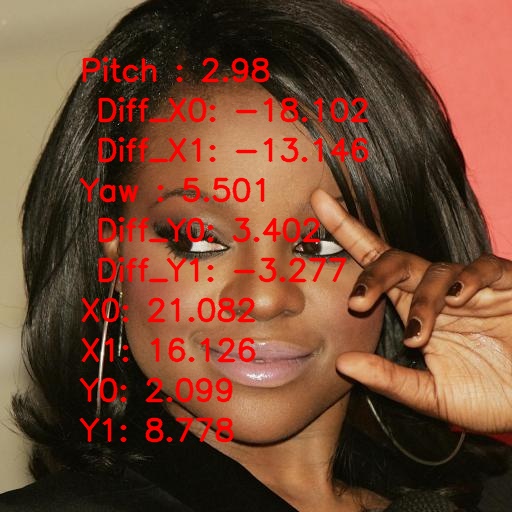 Pitch : 2.98
Diff_X0: -18.102
Diff_X1: -13.146
Yaw : 5.501
Diff_Y0: 3.402
Diff_Y1: -3.277
X0: 21.082
X1: 16.126
Y0: 2.099
Y1: 8.778